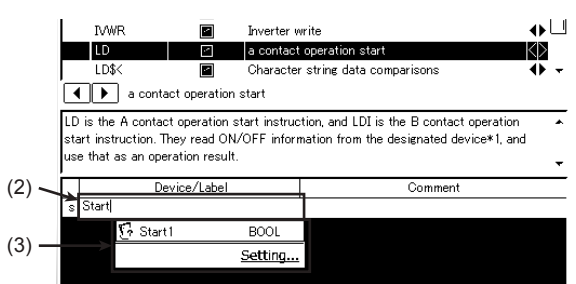 IVWR Inverter write
LD a contact operation start
LD$< Character string data comparisons
a contact operation start
LD is the A contact operation start instruction, and LDI is the B contact operation
start instruction. They read ON/OFF information from the designated device*1, and
use that as an operation result.
Device/Label Comment
(2)
s Start
Start1 BOOL
(3)
Setting...